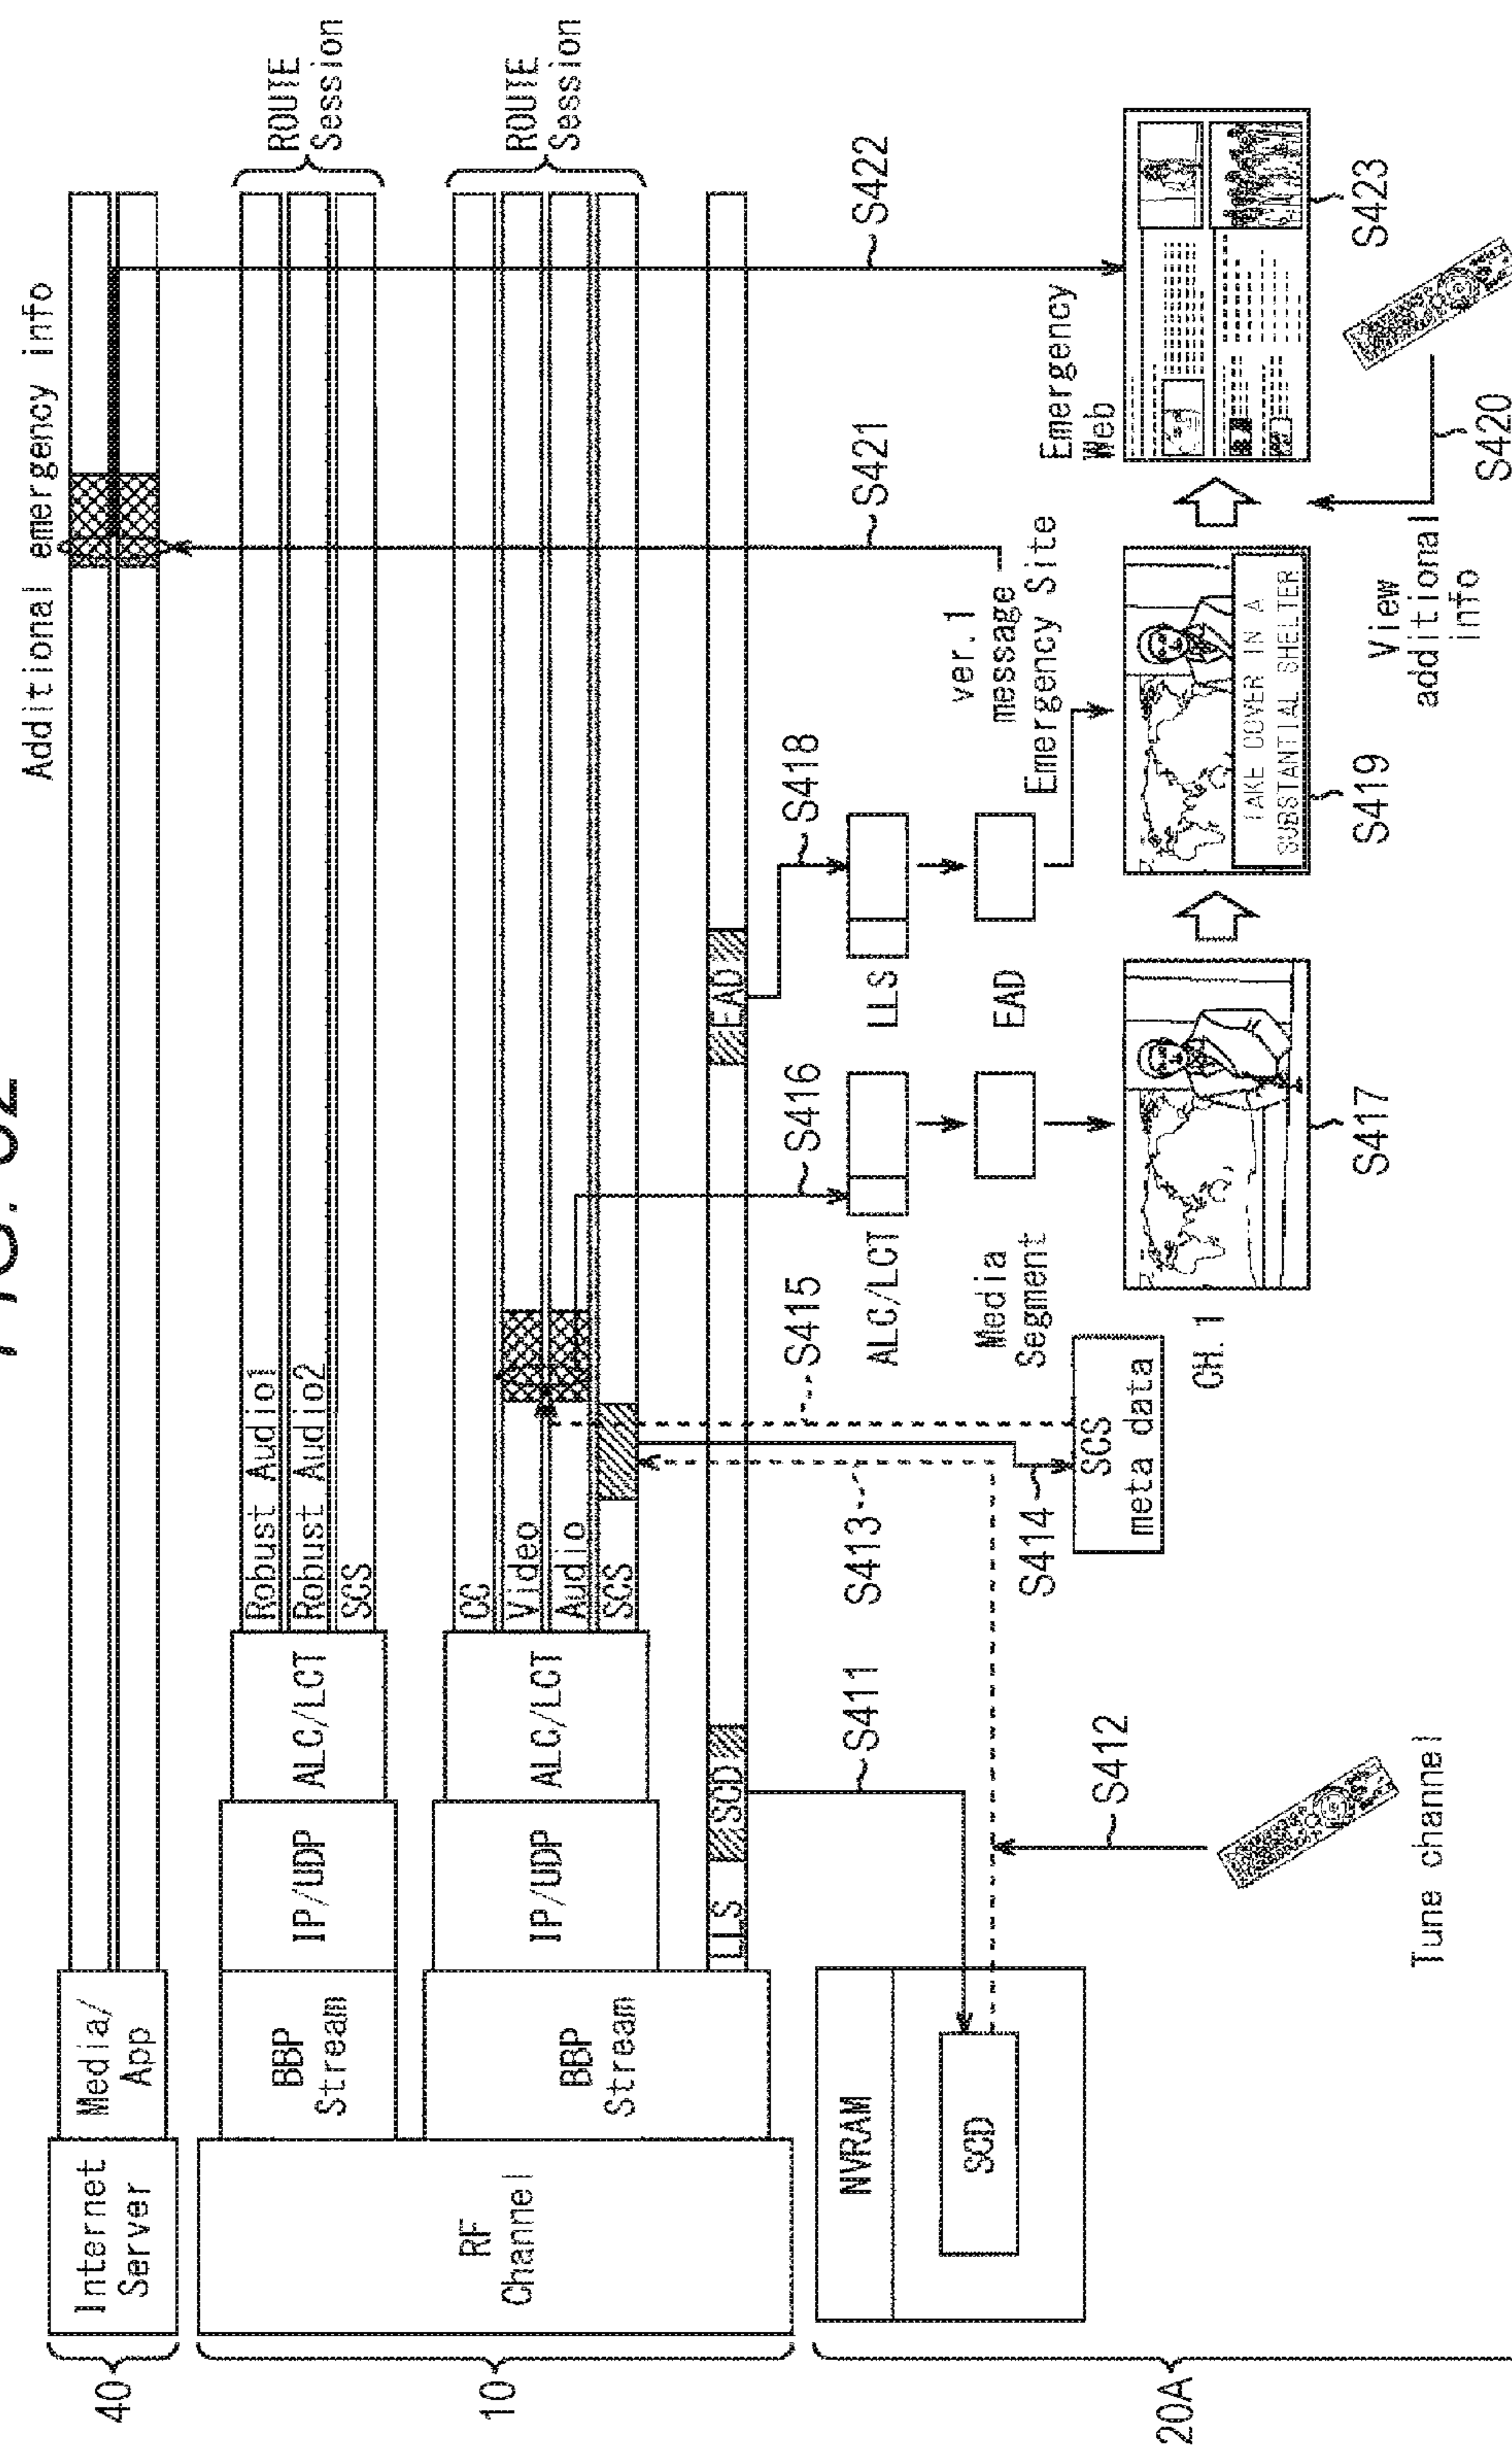 Additional emergency info
40
Internet
Server
Media/
App
10
RF
Channel
BBP
Stream
IP/UDP
ALC/LCT
Robust Audio1
Robust Audio2
SCS
ROUTE
Session
BBP
Stream
IP/UDP
ALC/LCT
CC
Video
Audio
SCS
ROUTE
Session
LLS
SCD
EAD
20A
NVRAM
SCD
S411
S412
Tune channel
S413
S414
SCS
meta data
S415
S416
ALC/LCT
Media
Segment
CH.1
S417
S418
LLS
EAD
ver.1
message
Emergency Site
TAKE COVER IN A
SUBSTANTIAL SHELTER
S419
View
additional
info
S420
S421
S422
Emergency
Web
S423